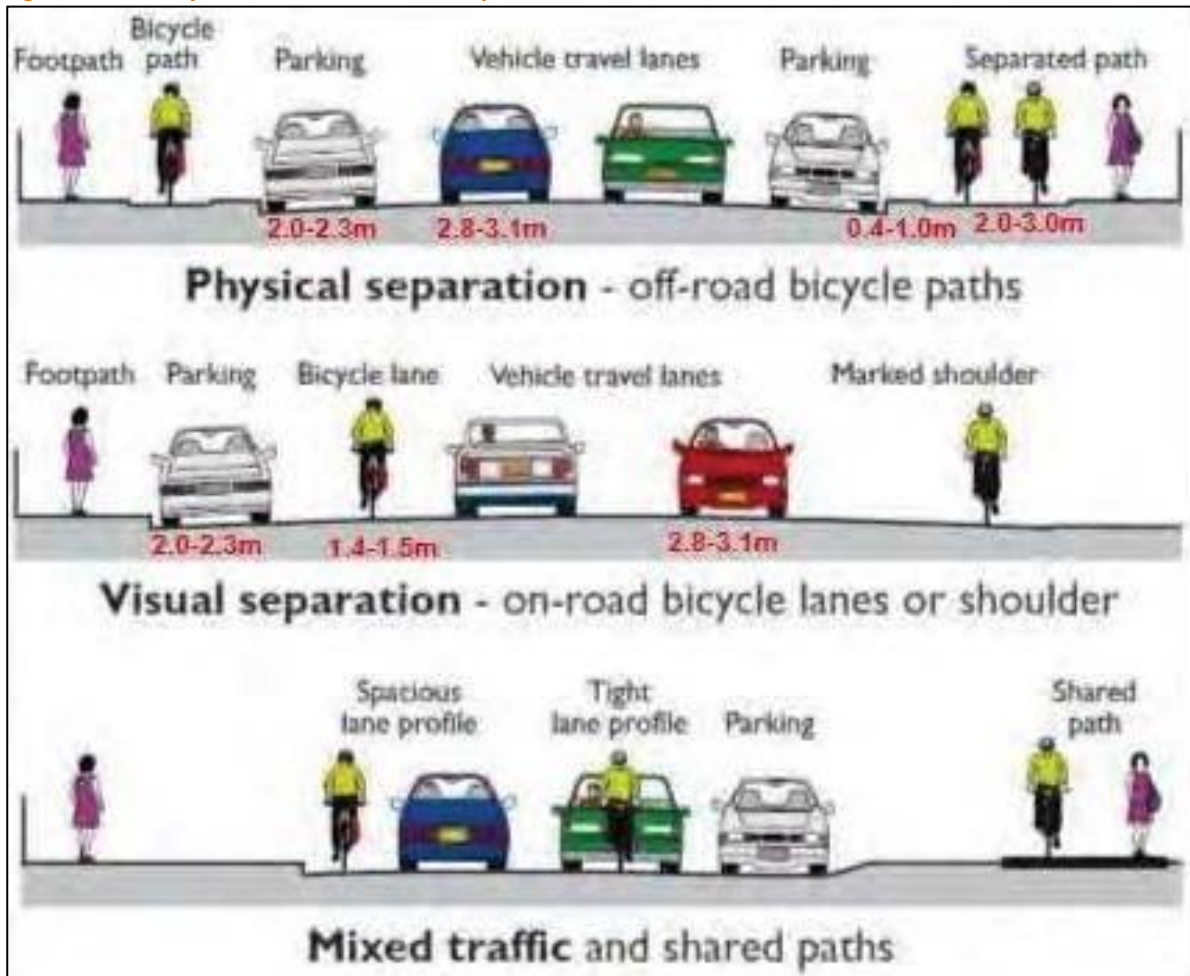 Footpath
Bicycle path
Parking
Vehicle travel lanes
Parking
Separated path
2.0-2.3m
2.8-3.1m
0.4-1.0m
2.0-3.0m
Physical separation - off-road bicycle paths
Footpath
Parking
Bicycle lane
Vehicle travel lanes
Marked shoulder
2.0-2.3m
1.4-1.5m
2.8-3.1m
Visual separation - on-road bicycle lanes or shoulder
Spacious
lane profile
Tight
lane profile
Parking
Shared
path
Mixed traffic and shared paths